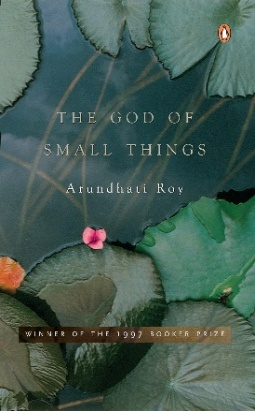 THE GOD OF
SMALL THINGS
Arundhati Roy
WINNER OF THE 1997 BOOKER PRIZE